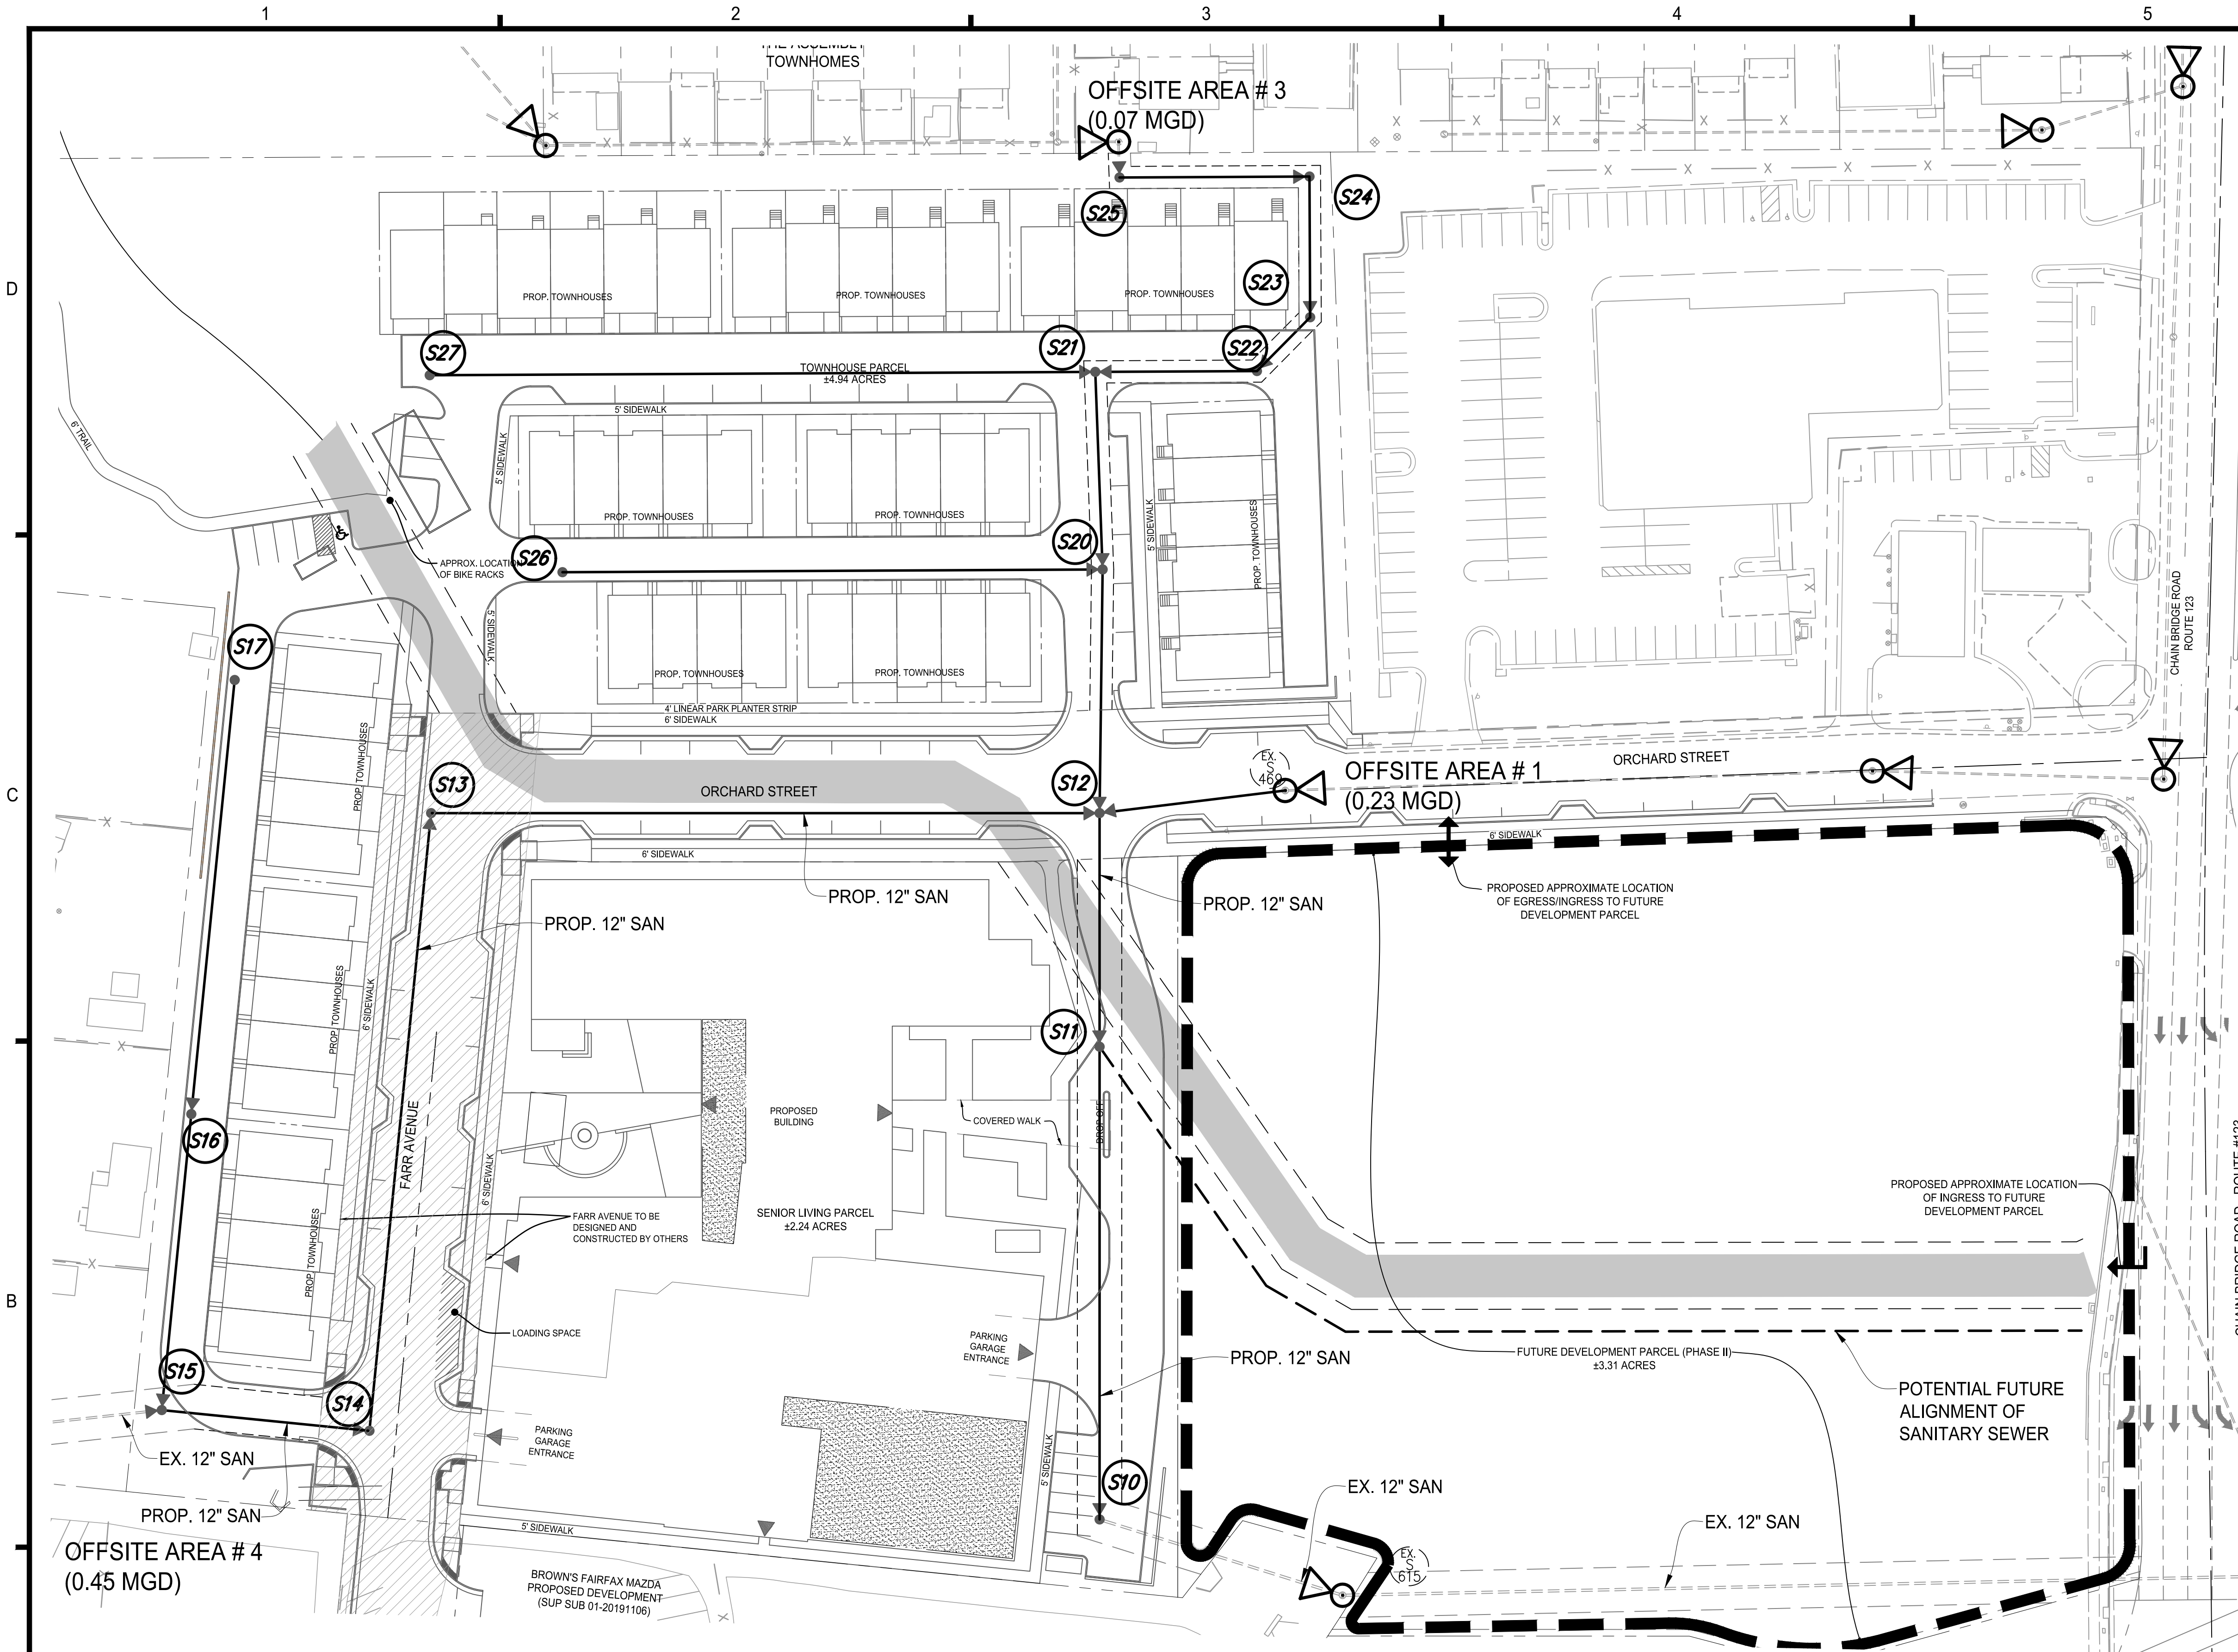 1
2
3
4
5
D
C
B
TOWNHOMES
OFFSITE AREA # 3
(0.07 MGD)
S25
S24
S23
PROP. TOWNHOUSES
PROP. TOWNHOUSES
PROP. TOWNHOUSES
S27
S21
S22
TOWNHOUSE PARCEL
±4.94 ACRES
5' SIDEWALK
6' TRAIL
5' SIDEWALK
PROP. TOWNHOUSES
PROP. TOWNHOUSES
5' SIDEWALK
PROP. TOWNHOUSES
S26
S20
APPROX. LOCATION
OF BIKE RACKS
5' SIDEWALK
CHAIN BRIDGE ROAD
ROUTE 123
S17
PROP. TOWNHOUSES
PROP. TOWNHOUSES
4' LINEAR PARK PLANTER STRIP
6' SIDEWALK
PROP. TOWNHOUSES
S13
ORCHARD STREET
S12
EX.
S
469
OFFSITE AREA # 1
(0.23 MGD)
ORCHARD STREET
6' SIDEWALK
6' SIDEWALK
PROP. 12" SAN
PROP. 12" SAN
PROP. 12" SAN
PROPOSED APPROXIMATE LOCATION
OF EGRESS/INGRESS TO FUTURE
DEVELOPMENT PARCEL
PROP. TOWNHOUSES
6' SIDEWALK
S11
S16
FARR AVENUE
PROPOSED
BUILDING
COVERED WALK
DROP OFF
6' SIDEWALK
PROPOSED APPROXIMATE LOCATION
OF INGRESS TO FUTURE
DEVELOPMENT PARCEL
CHAIN BRIDGE ROAD - ROUTE #123
PROP. TOWNHOUSES
FARR AVENUE TO BE
DESIGNED AND
CONSTRUCTED BY OTHERS
SENIOR LIVING PARCEL
±2.24 ACRES
LOADING SPACE
PARKING
GARAGE
ENTRANCE
PROP. 12" SAN
FUTURE DEVELOPMENT PARCEL (PHASE II)
±3.31 ACRES
S15
S14
POTENTIAL FUTURE
ALIGNMENT OF
SANITARY SEWER
EX. 12" SAN
PARKING
GARAGE
ENTRANCE
5' SIDEWALK
S10
EX. 12" SAN
PROP. 12" SAN
5' SIDEWALK
EX. 12" SAN
OFFSITE AREA # 4
(0.45 MGD)
EX.
S
615
BROWN'S FAIRFAX MAZDA
PROPOSED DEVELOPMENT
(SUP SUB 01-20191106)